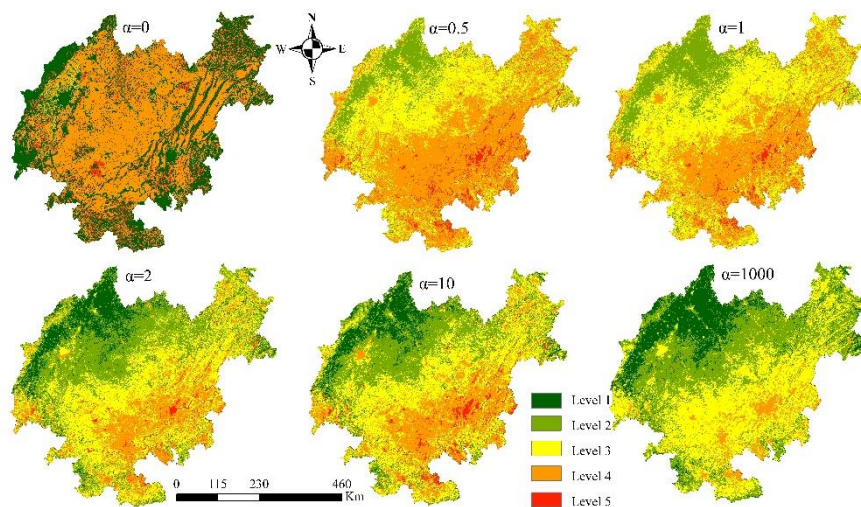 α=0
N
W E
S
α=0.5
α=1
α=2
α=10
α=1000
Level 1
Level 2
Level 3
Level 4
Level 5
0 115 230 460
Km